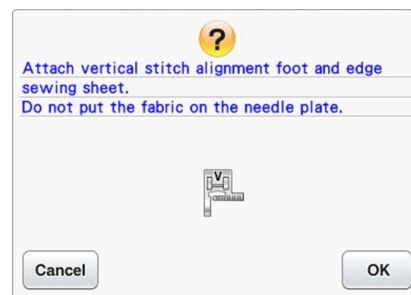 ?
Attach vertical stitch alignment foot and edge
sewing sheet.
Do not put the fabric on the needle plate.
V
Cancel
OK